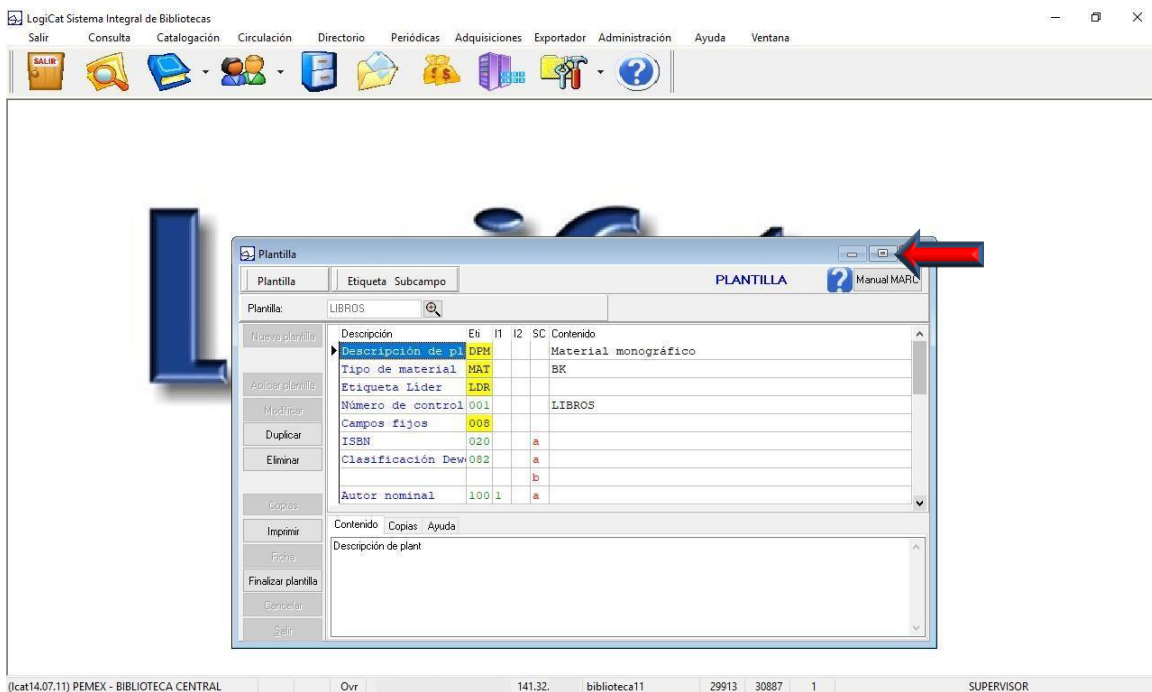 LogiCat Sistema Integral de Bibliotecas
Salir Consulta Catalogación Circulación Directorio Periódicas Adquisiciones Exportador Administración Ayuda Ventana
SALIR
Plantilla
Plantilla Etiqueta Subcampo PLANTILLA Manual MARC
Plantilla: LIBROS
Nueva plantilla
Aplicar plantilla
Modificar
Duplicar
Eliminar
Copias
Imprimir
Ficha
Finalizar plantilla
Cancelar
Salir
Descripción Eti I1 I2 SC Contenido
Descripción de pl DPM Material monográfico
Tipo de material MAT BK
Etiqueta Líder LDR
Número de control 001 LIBROS
Campos fijos 008
ISBN 020 a
Clasificación Dew 082 a
b
Autor nominal 100 1 a
Contenido Copias Ayuda
Descripción de plant
(lcat14.07.11) PEMEX - BIBLIOTECA CENTRAL Ovr 141.32. biblioteca11 29913 30887 1 SUPERVISOR